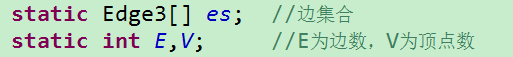 static Edge3[] es;  //边集合
static int E,V;     //E为边数，V为顶点数